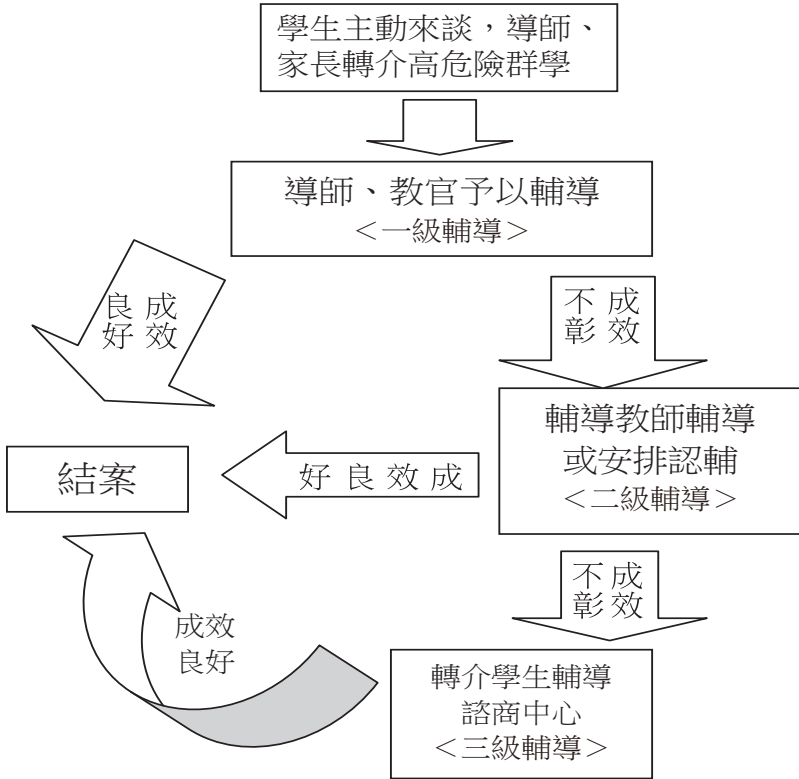 學生主動來談，導師、
家長轉介高危險群學
導師、教官予以輔導
＜一級輔導＞
成效
良好
成效
不彰
輔導教師輔導
或安排認輔
＜二級輔導＞
成效良好
結案
成效
不彰
成效
良好
轉介學生輔導
諮商中心
＜三級輔導＞